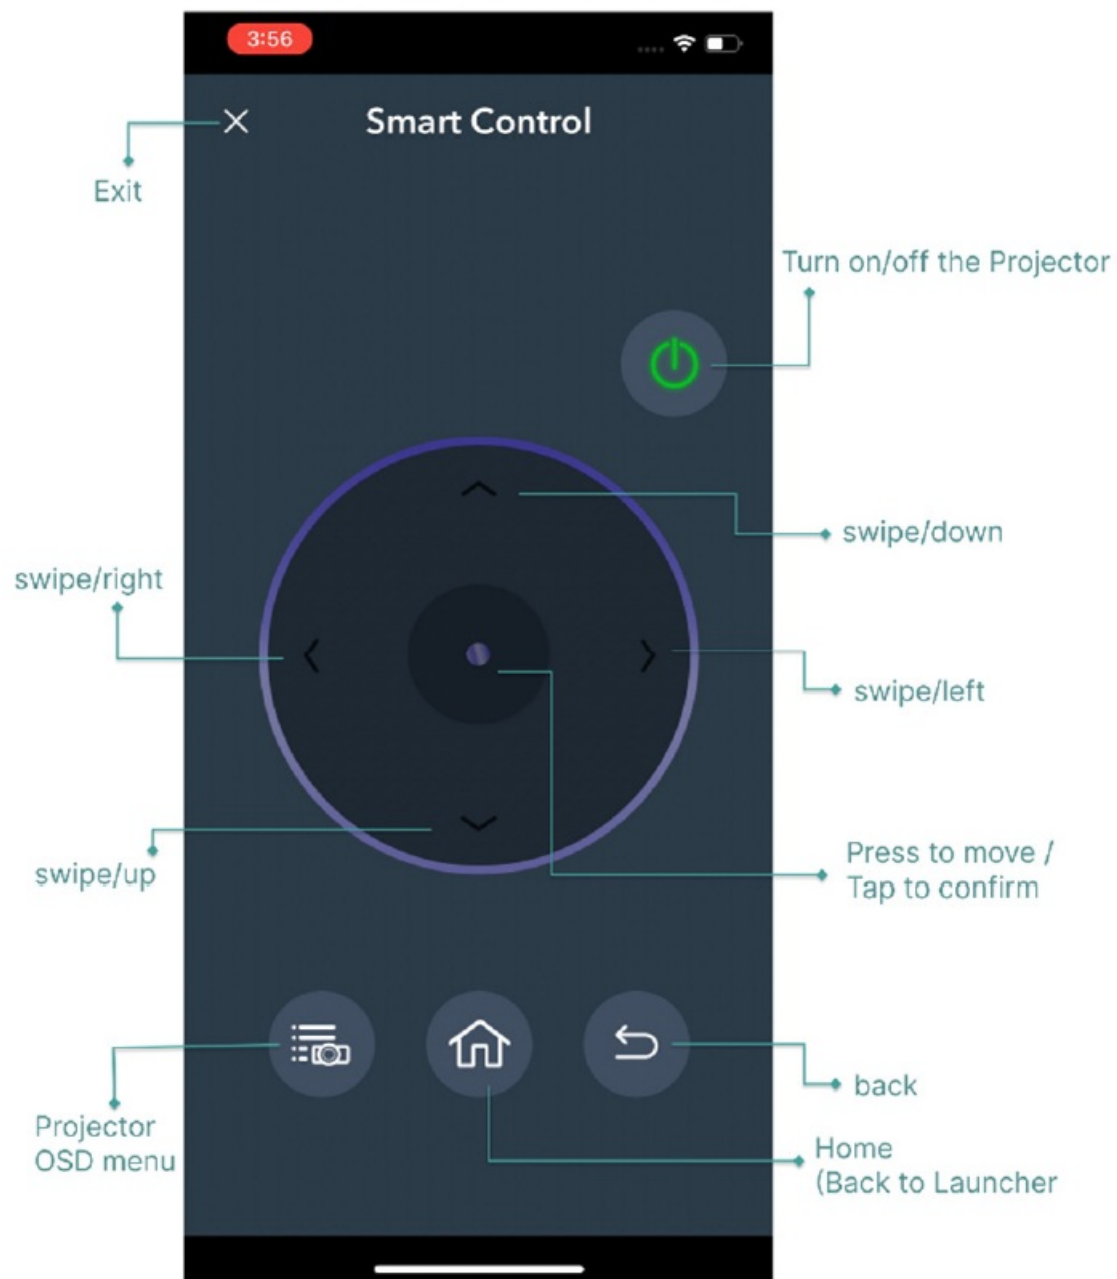 3:56
Smart Control
Exit
Turn on/off the Projector
swipe/down
swipe/right
swipe/left
swipe/up
Press to move /
Tap to confirm
back
Projector
OSD menu
Home
(Back to Launcher